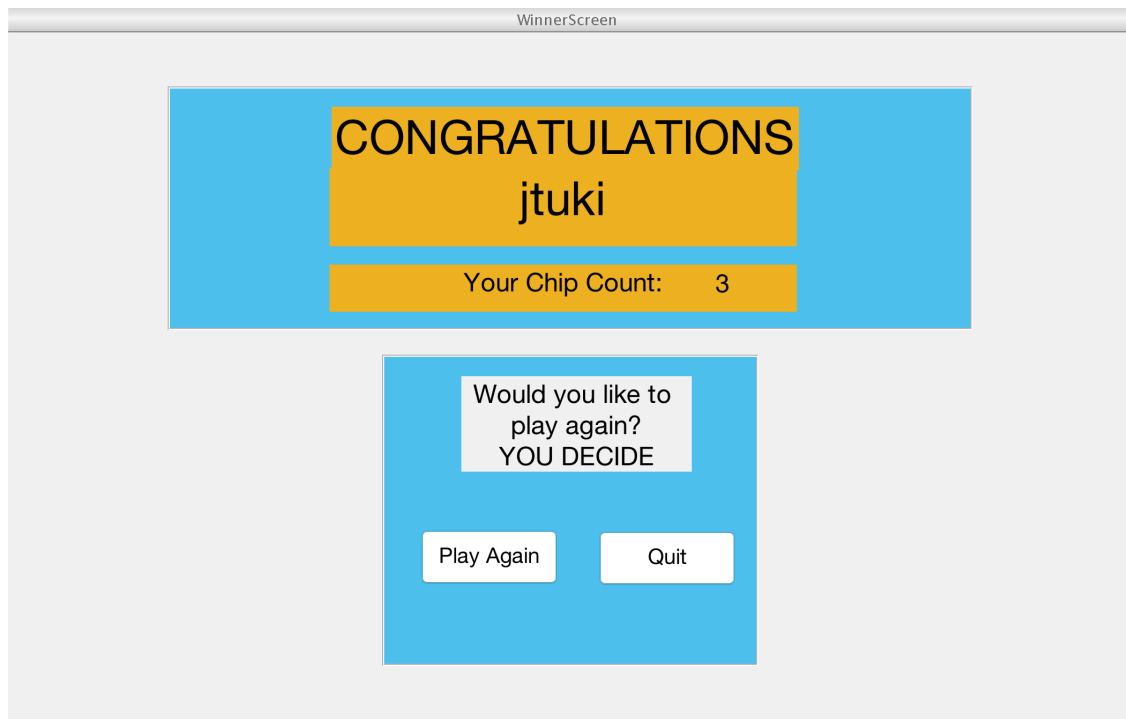 WinnerScreen
CONGRATULATIONS
jtuki
Your Chip Count: 3
Would you like to
play again?
YOU DECIDE
Play Again Quit